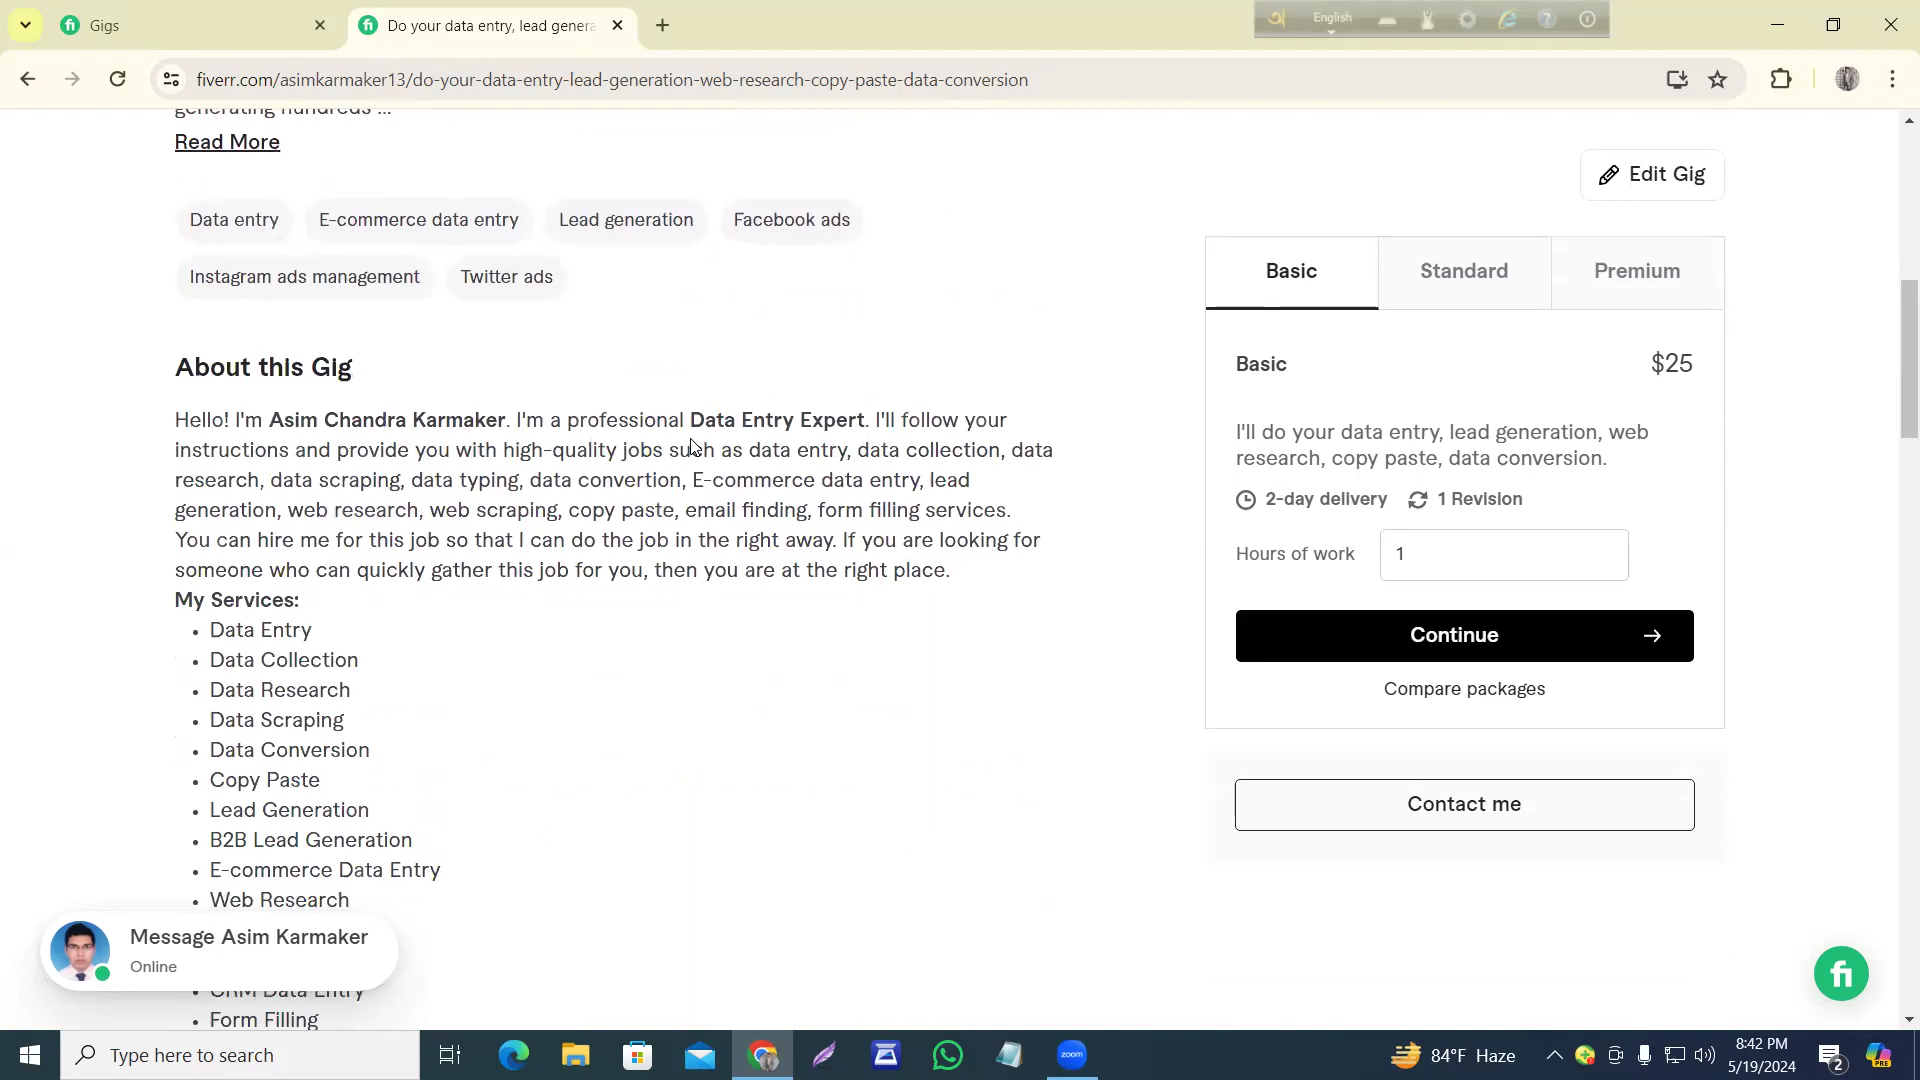 Gigs
Do your data entry, lead genera
English
fiverr.com/asimkarmaker13/do-your-data-entry-lead-generation-web-research-copy-paste-data-conversion
generating hundreds ...
Read More
Edit Gig
Data entry
E-commerce data entry
Lead generation
Facebook ads
Instagram ads management
Twitter ads
Basic
Standard
Premium
About this Gig
Basic
$25
Hello! I'm Asim Chandra Karmaker. I'm a professional Data Entry Expert. I'll follow your
instructions and provide you with high-quality jobs such as data entry, data collection, data
research, data scraping, data typing, data convertion, E-commerce data entry, lead
generation, web research, web scraping, copy paste, email finding, form filling services.
You can hire me for this job so that I can do the job in the right away. If you are looking for
someone who can quickly gather this job for you, then you are at the right place.
I'll do your data entry, lead generation, web
research, copy paste, data conversion.
2-day delivery
1 Revision
Hours of work
1
Continue
Compare packages
Contact me
My Services:
Data Entry
Data Collection
Data Research
Data Scraping
Data Conversion
Copy Paste
Lead Generation
B2B Lead Generation
E-commerce Data Entry
Web Research
Message Asim Karmaker
Online
CRM Data Entry
Form Filling
fi
Type here to search
zoom
84°F Haze
8:42 PM
5/19/2024
2
PRE